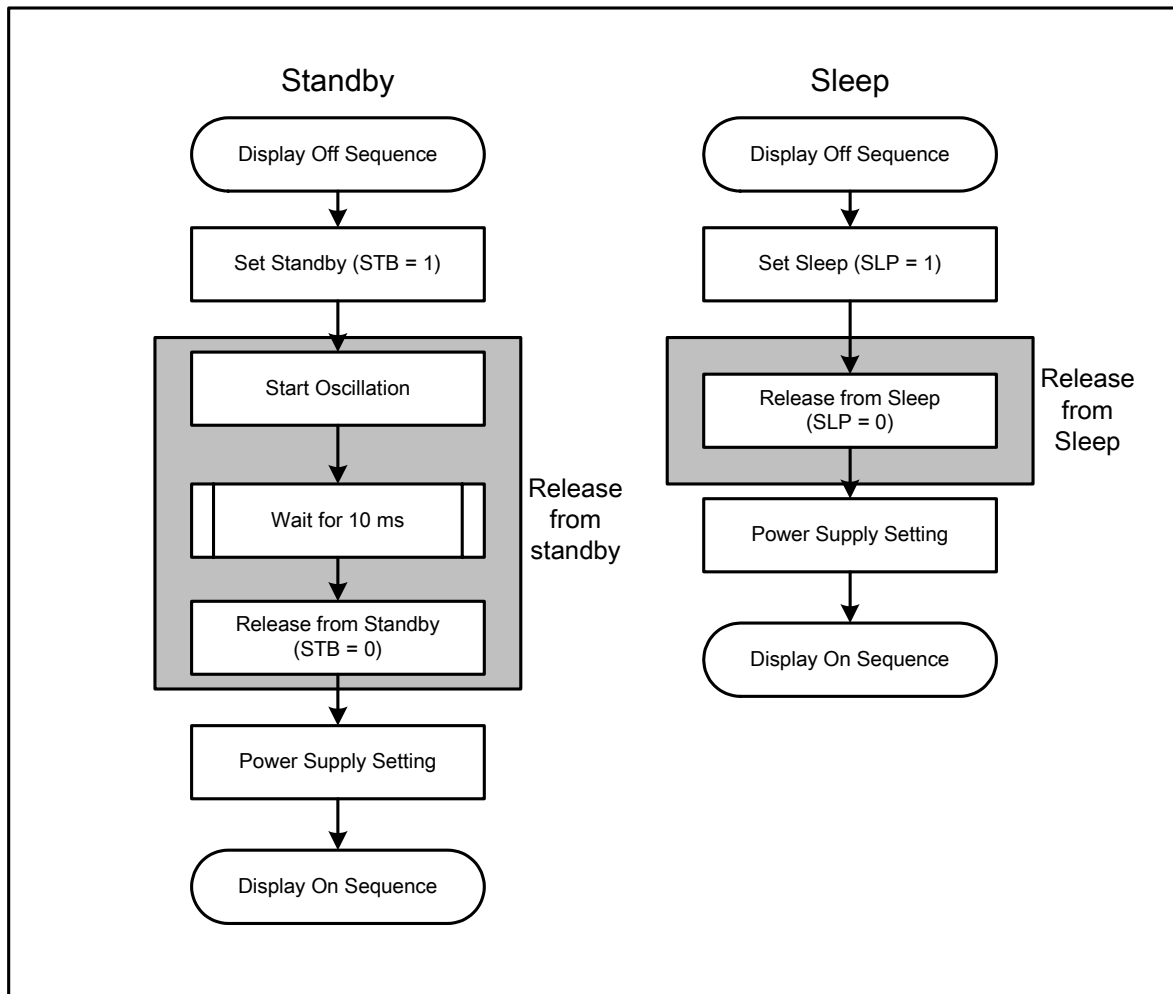 Standby
Display Off Sequence
Set Standby (STB = 1)
Start Oscillation
Wait for 10 ms
Release from Standby
(STB = 0)
Release
from
standby
Power Supply Setting
Display On Sequence
Sleep
Display Off Sequence
Set Sleep (SLP = 1)
Release from Sleep
(SLP = 0)
Release
from
Sleep
Power Supply Setting
Display On Sequence